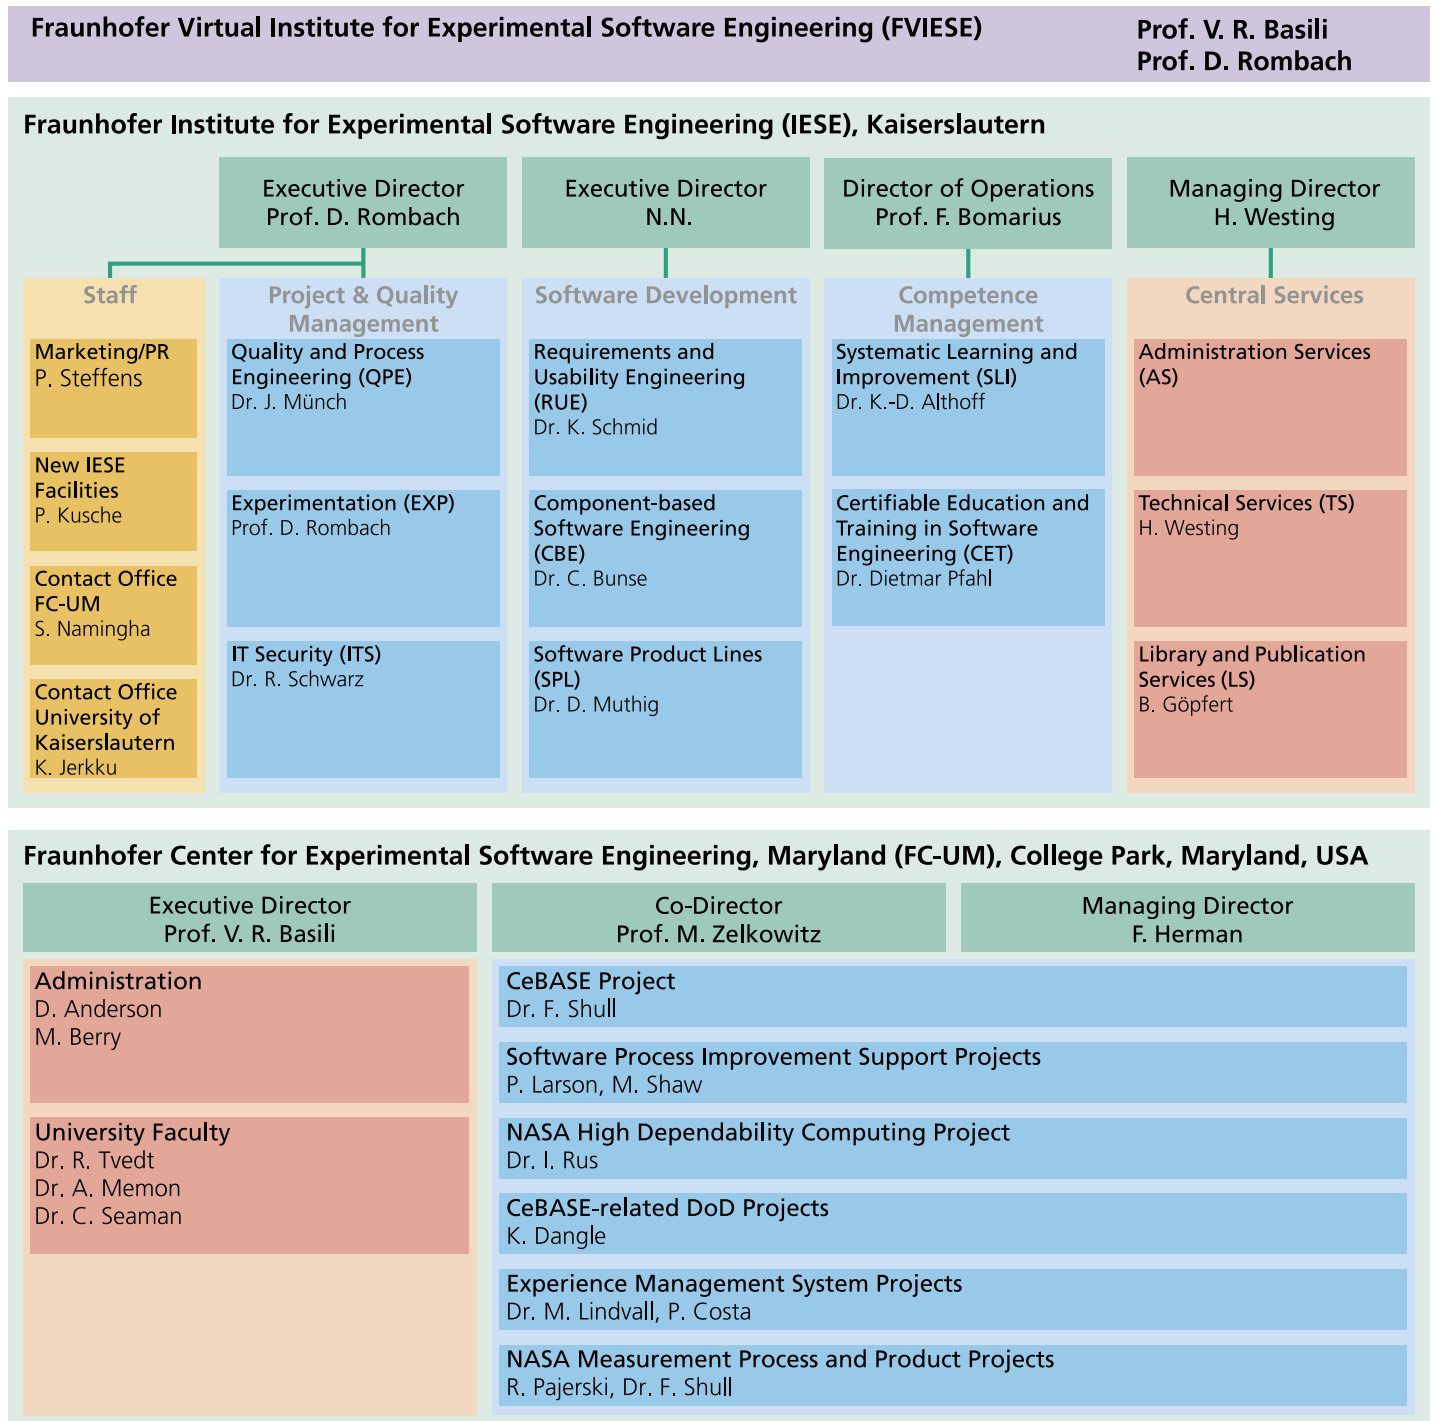 Fraunhofer Virtual Institute for Experimental Software Engineering (FVIESE)
Prof. V. R. Basili
Prof. D. Rombach
Fraunhofer Institute for Experimental Software Engineering (IESE), Kaiserslautern
Executive Director
Prof. D. Rombach
Executive Director
N.N.
Director of Operations
Prof. F. Bomarius
Managing Director
H. Westing
Staff
Marketing/PR
P. Steffens
New IESE
Facilities
P. Kusche
Contact Office
FC-UM
S. Namingha
Contact Office
University of
Kaiserslautern
K. Jerkku
Project & Quality
Management
Quality and Process
Engineering (QPE)
Dr. J. Münch
Experimentation (EXP)
Prof. D. Rombach
IT Security (ITS)
Dr. R. Schwarz
Software Development
Requirements and
Usability Engineering
(RUE)
Dr. K. Schmid
Component-based
Software Engineering
(CBE)
Dr. C. Bunse
Software Product Lines
(SPL)
Dr. D. Muthig
Competence
Management
Systematic Learning and
Improvement (SLI)
Dr. K.-D. Althoff
Certifiable Education and
Training in Software
Engineering (CET)
Dr. Dietmar Pfahl
Central Services
Administration Services
(AS)
Technical Services (TS)
H. Westing
Library and Publication
Services (LS)
B. Göpfert
Fraunhofer Center for Experimental Software Engineering, Maryland (FC-UM), College Park, Maryland, USA
Executive Director
Prof. V. R. Basili
Co-Director
Prof. M. Zelkowitz
Managing Director
F. Herman
Administration
D. Anderson
M. Berry
University Faculty
Dr. R. Tvedt
Dr. A. Memon
Dr. C. Seaman
CeBASE Project
Dr. F. Shull
Software Process Improvement Support Projects
P. Larson, M. Shaw
NASA High Dependability Computing Project
Dr. I. Rus
CeBASE-related DoD Projects
K. Dangle
Experience Management System Projects
Dr. M. Lindvall, P. Costa
NASA Measurement Process and Product Projects
R. Pajerski, Dr. F. Shull